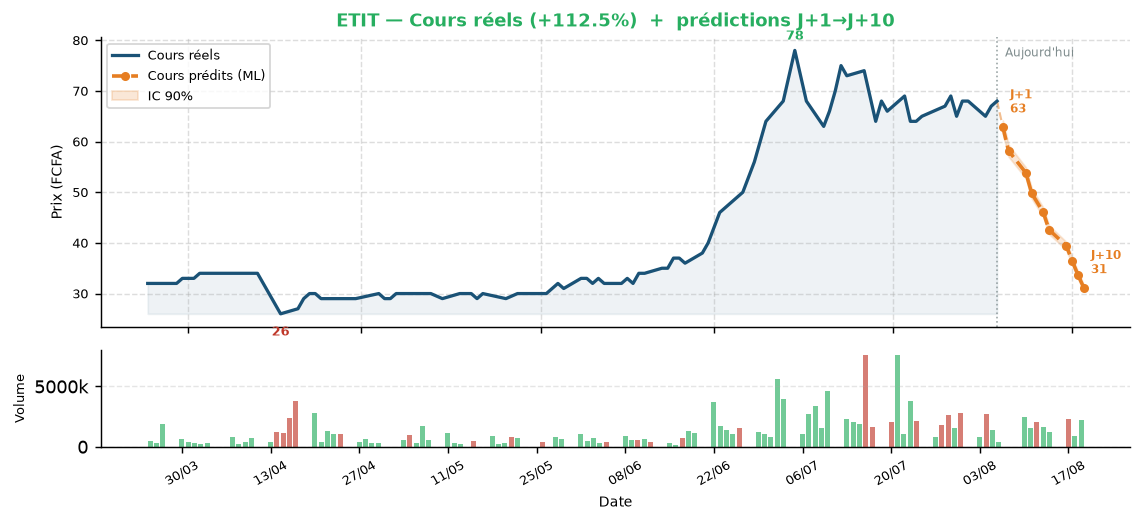 ETIT — Cours réels (+112.5%)  +  prédictions J+1→J+10
78
80
70
60
50
40
30
Prix (FCFA)
Cours réels
Cours prédits (ML)
IC 90%
Aujourd'hui
J+1
63
J+10
31
26
Volume
5000k
0
30/03
13/04
27/04
11/05
25/05
08/06
22/06
06/07
20/07
03/08
17/08
Date